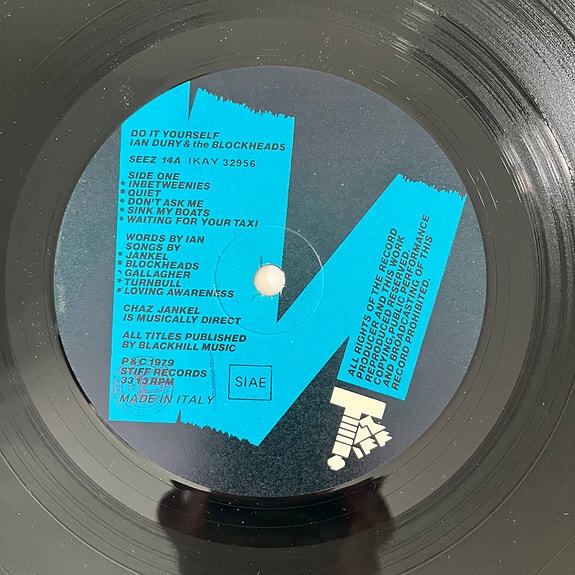 DO IT YOURSELF
IAN DURY & the BLOCKHEADS
SEEZ 14A IKAY 32956
SIDE ONE
INBETWEENIES
QUIET
DON'T ASK ME
SINK MY BOATS
WAITING FOR YOUR TAXI
WORDS BY IAN
SONGS BY
JANKEL
BLOCKHEADS
GALLAGHER
TURNBULL
LOVING AWARENESS
CHAZ JANKEL
IS MUSICALLY DIRECT
ALL TITLES PUBLISHED
BY BLACKHILL MUSIC
P & C 1979
STIFF RECORDS
33 1 3 RPM
MADE IN ITALY
SIAE
ALL RIGHTS OF THE RECORD
PRODUCER AND THIS WORK
REPRODUCED RESERVED.
COPYING, PUBLIC PERFORMANCE
AND BROADCASTING OF THIS
RECORD PROHIBITED.